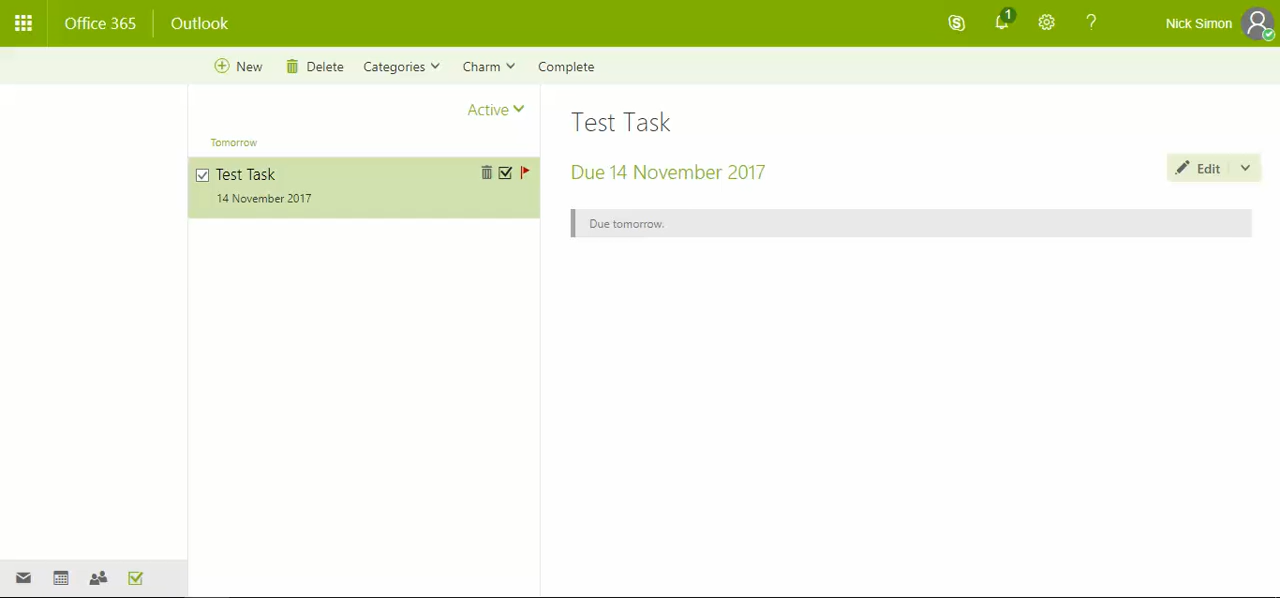 Office 365 Outlook 1 ? Nick Simon
New Delete Categories Charm Complete
Active
Tomorrow
Test Task
14 November 2017
Test Task
Due 14 November 2017
Edit
Due tomorrow.